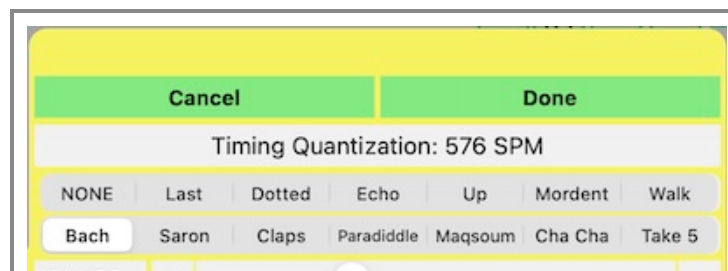 Cancel Done
Timing Quantization: 576 SPM
NONE Last Dotted Echo Up Mordent Walk
Bach Saron Claps Paradiddle Maqsoum Cha Cha Take 5